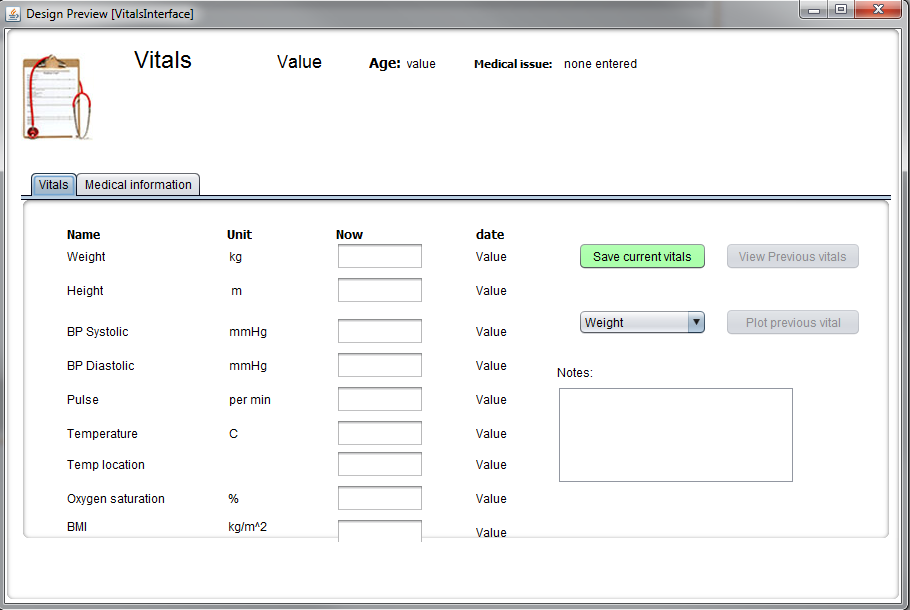 Design Preview [VitalsInterface]
Vitals Value Age: value Medical issue: none entered
Vitals Medical information
Name Unit Now date
Weight kg Value Save current vitals View Previous vitals
Height m Value
Weight Plot previous vital
BP Systolic mmHg Value
BP Diastolic mmHg Value
Notes:
Pulse per min Value
Temperature C Value
Temp location Value
Oxygen saturation % Value
BMI kg/m^2 Value